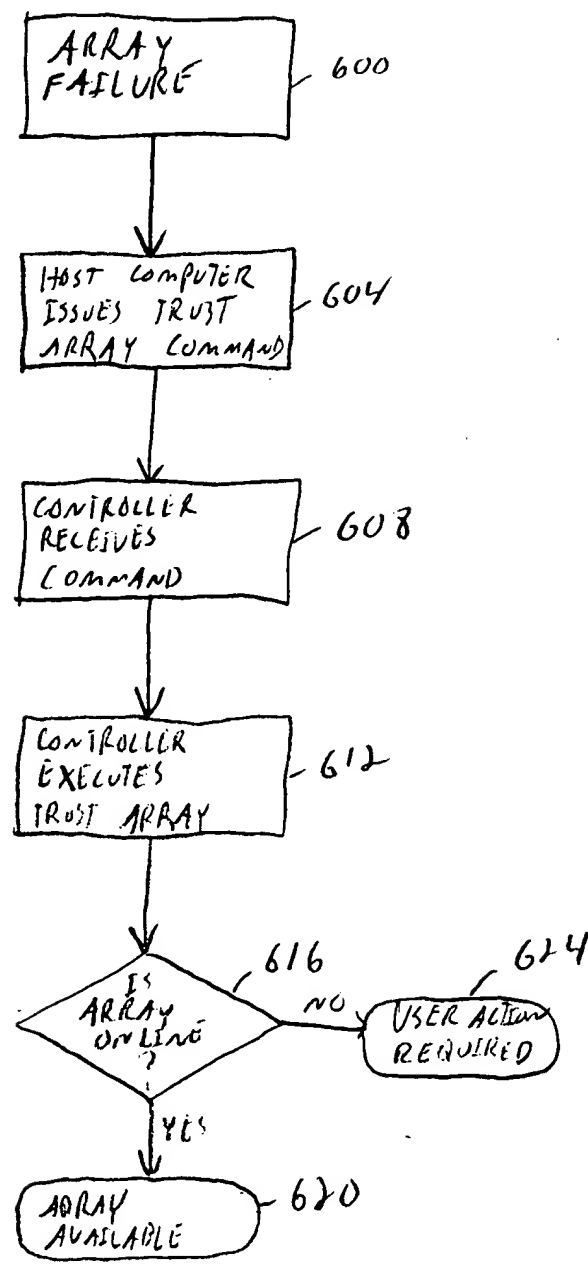 ARRAY
FAILURE
600
HOST COMPUTER
ISSUES TRUST
ARRAY COMMAND
604
CONTROLLER
RECEIVES
COMMAND
608
CONTROLLER
EXECUTES
TRUST ARRAY
612
IS
ARRAY
ONLINE
?
616
NO
624
USER ACTION
REQUIRED
YES
ARRAY
AVAILABLE
620